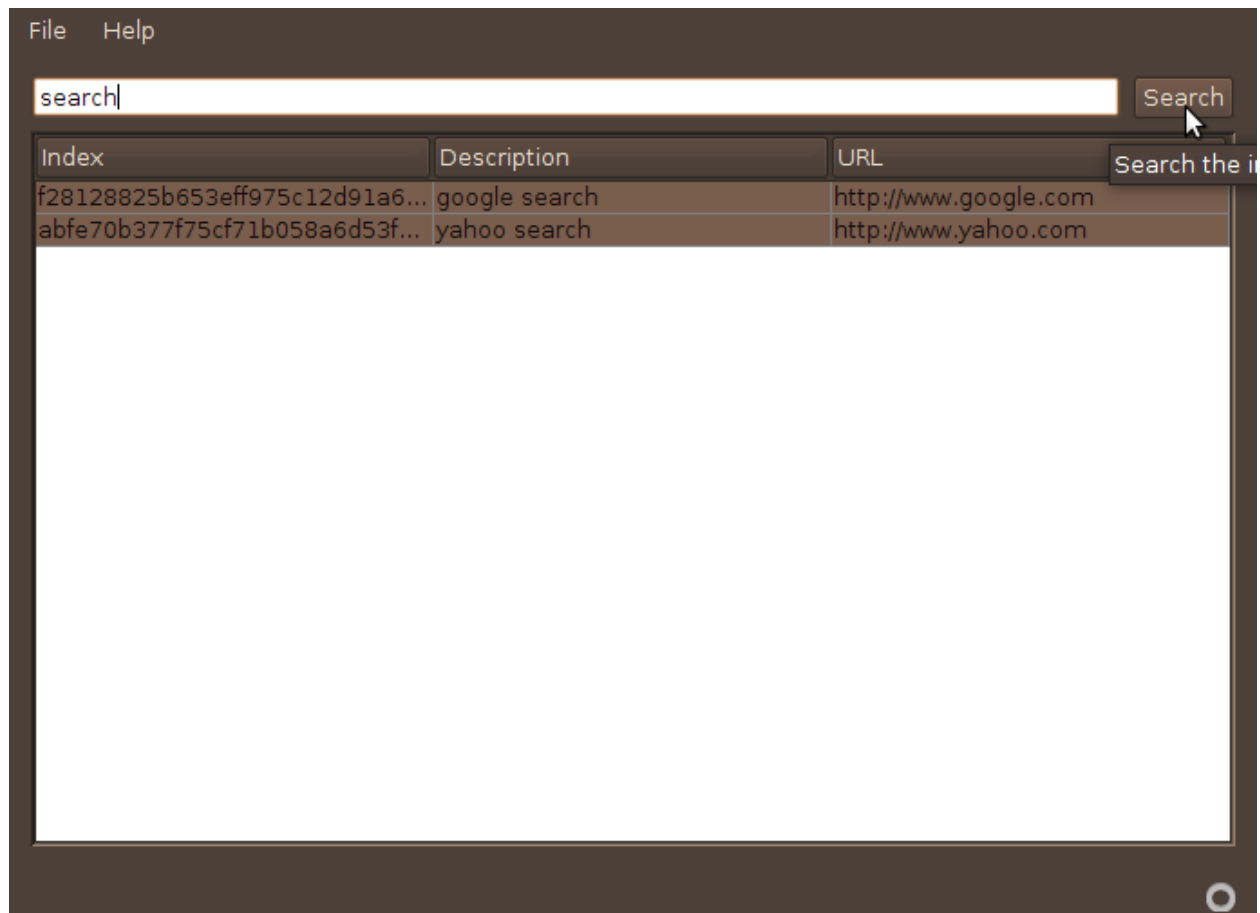 File Help
search Search
Index Description URL
Search the i
f28128825b653eff975c12d91a6... google search http://www.google.com
abfe70b377f75cf71b058a6d53f... yahoo search http://www.yahoo.com